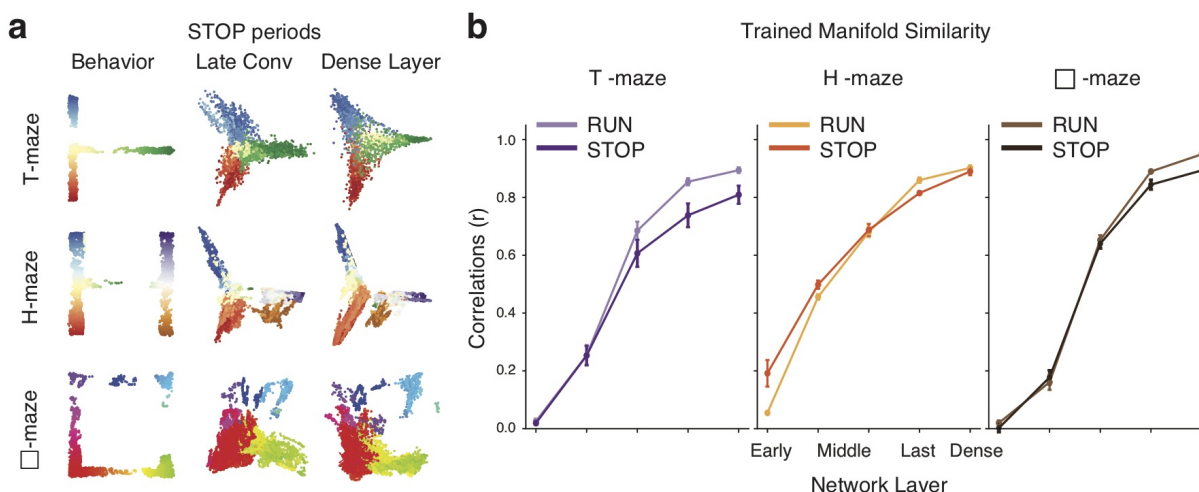 a
STOP periods
Behavior Late Conv Dense Layer
T-maze
H-maze
□-maze
b
Trained Manifold Similarity
T -maze
H -maze
□ -maze
RUN
STOP
RUN
STOP
RUN
STOP
Correlations (r)
1.0
0.8
0.6
0.4
0.2
0.0
Early Middle Last Dense
Network Layer